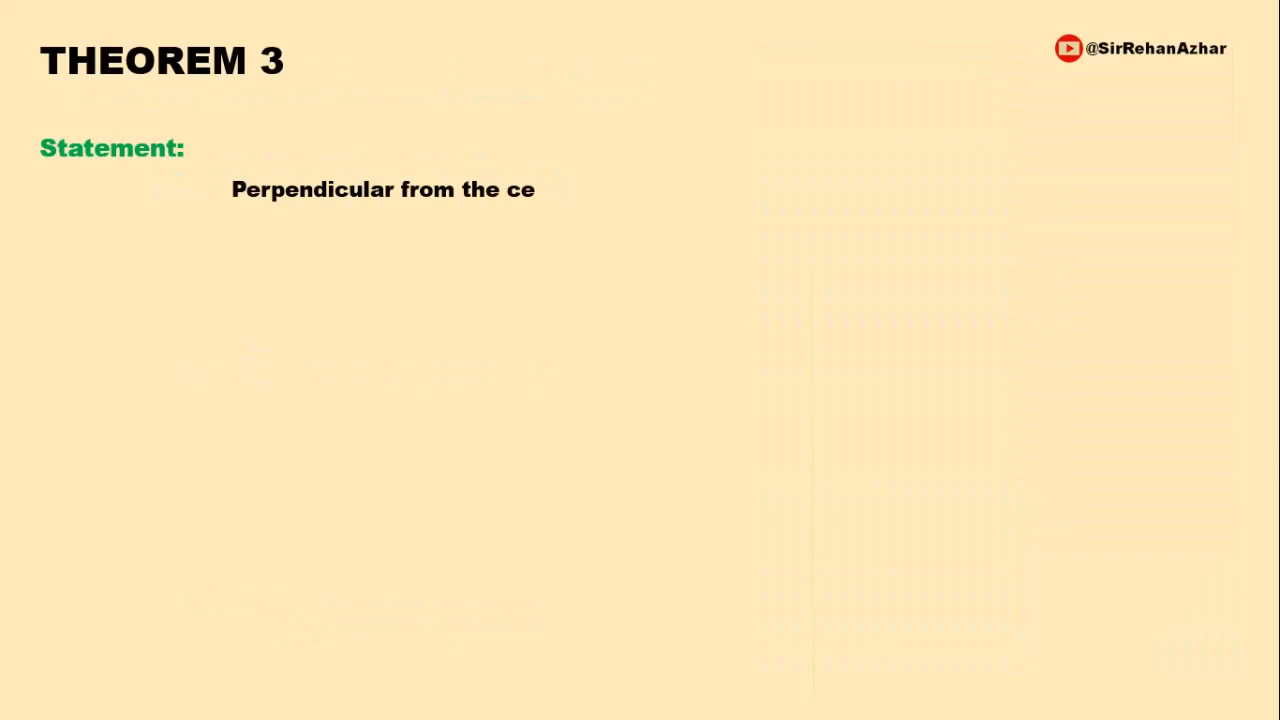 THEOREM 3
@SirRehanAzhar
Statement:
Perpendicular from the ce